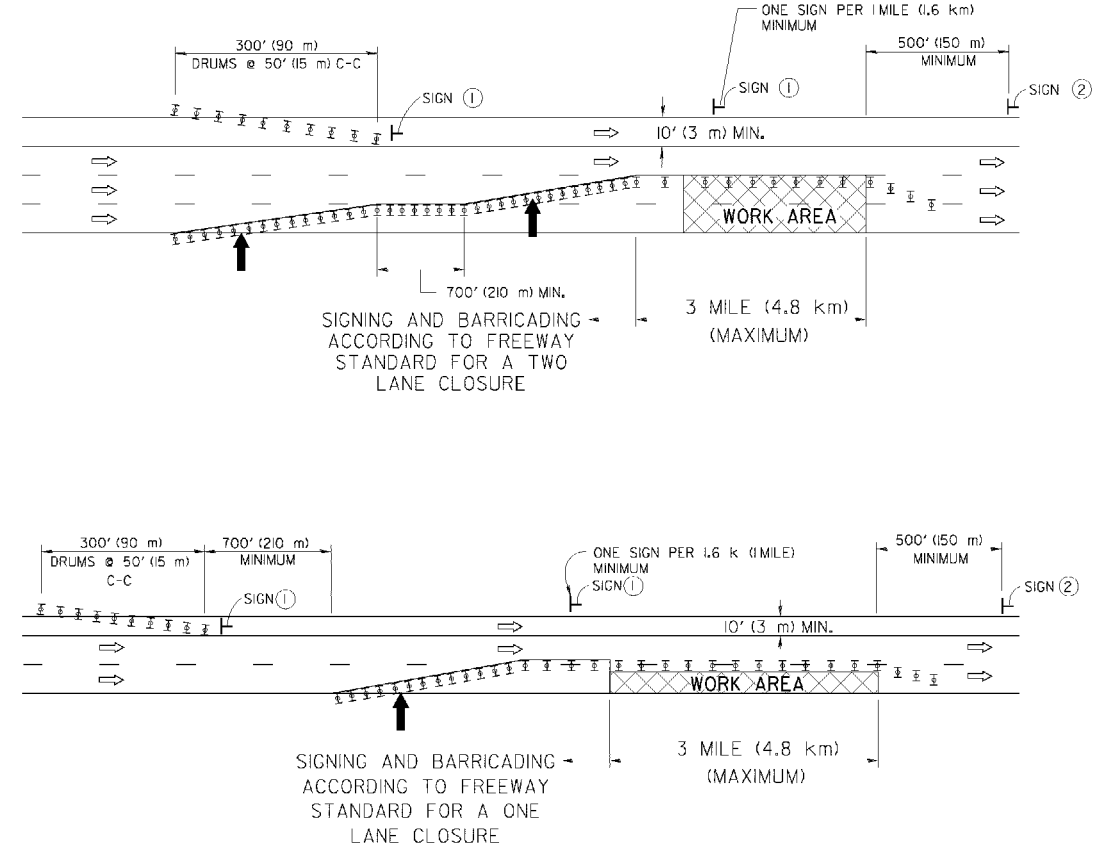 ONE SIGN PER 1 MILE (1.6 km)
MINIMUM
300' (90 m)
DRUMS @ 50' (15 m) C-C
500' (150 m)
MINIMUM
SIGN 1
SIGN 1
SIGN 2
10' (3 m) MIN.
WORK AREA
700' (210 m) MIN.
3 MILE (4.8 km)
(MAXIMUM)
SIGNING AND BARRICADING
ACCORDING TO FREEWAY
STANDARD FOR A TWO
LANE CLOSURE
300' (90 m)
DRUMS @ 50' (15 m)
C-C
700' (210 m)
MINIMUM
ONE SIGN PER 1.6 k (1MILE)
MINIMUM
SIGN 1
500' (150 m)
MINIMUM
SIGN 1
SIGN 2
10' (3 m) MIN.
WORK AREA
3 MILE (4.8 km)
(MAXIMUM)
SIGNING AND BARRICADING
ACCORDING TO FREEWAY
STANDARD FOR A ONE
LANE CLOSURE